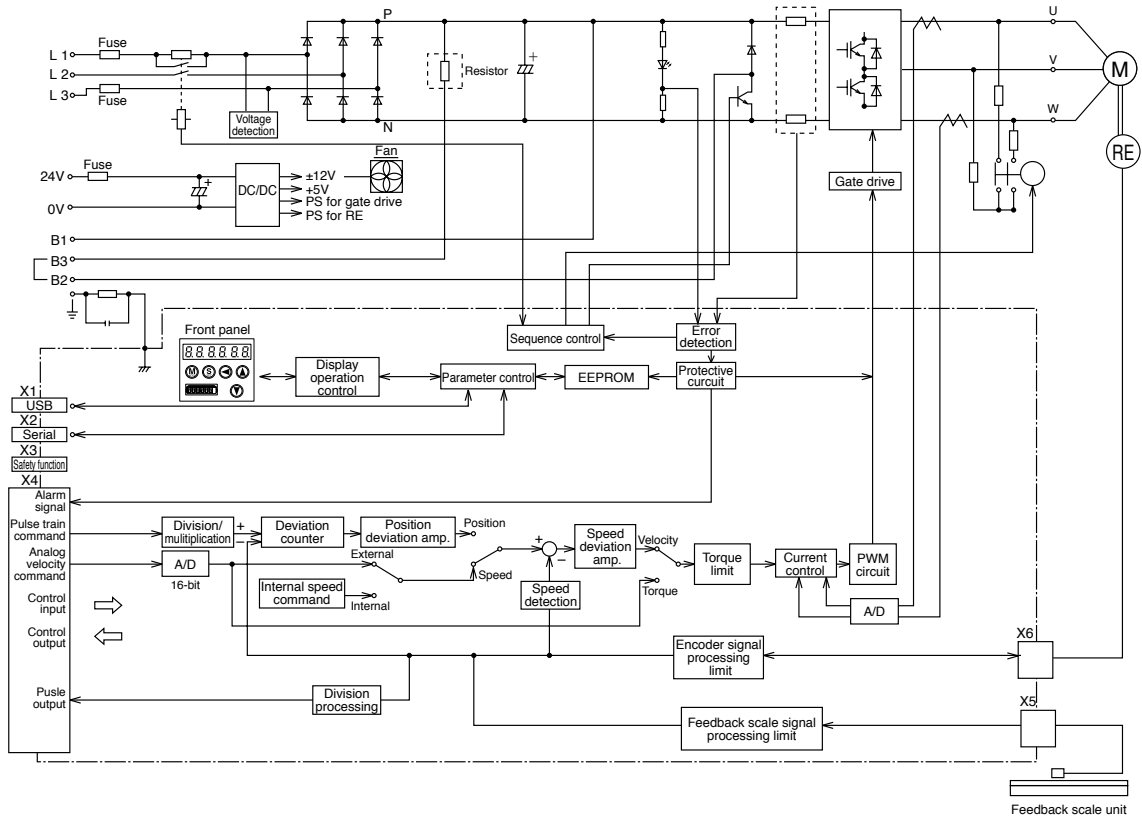 P
U
Fuse
L 1
L 2
V
M
Resistor
L 3
Fuse
Voltage
detection
W
N
RE
Fan
Fuse
±12V
24V
DC/DC
+5V
Gate drive
PS for gate drive
0V
PS for RE
B1
B3
B2
Front panel
8.8.8.8.8.8.
M
S
Sequence control
Error
detection
Display
operation
control
Parameter control
EEPROM
Protective
curcuit
X1
USB
X2
Serial
X3
Safety function
X4
Alarm
signal
Pulse train
command
Division/
mulitiplication
+
−
Deviation
counter
Position
deviation amp.
Position
+
−
Speed
deviation
amp.
Velocity
Analog
velocity
command
A/D
16-bit
External
Speed
Torque
limit
Current
control
PWM
circuit
Internal speed
command
Internal
Speed
detection
Torque
A/D
Control
input
Control
output
X6
Encoder signal
processing
limit
Pusle
output
Division
processing
X5
Feedback scale signal
processing limit
Feedback scale unit